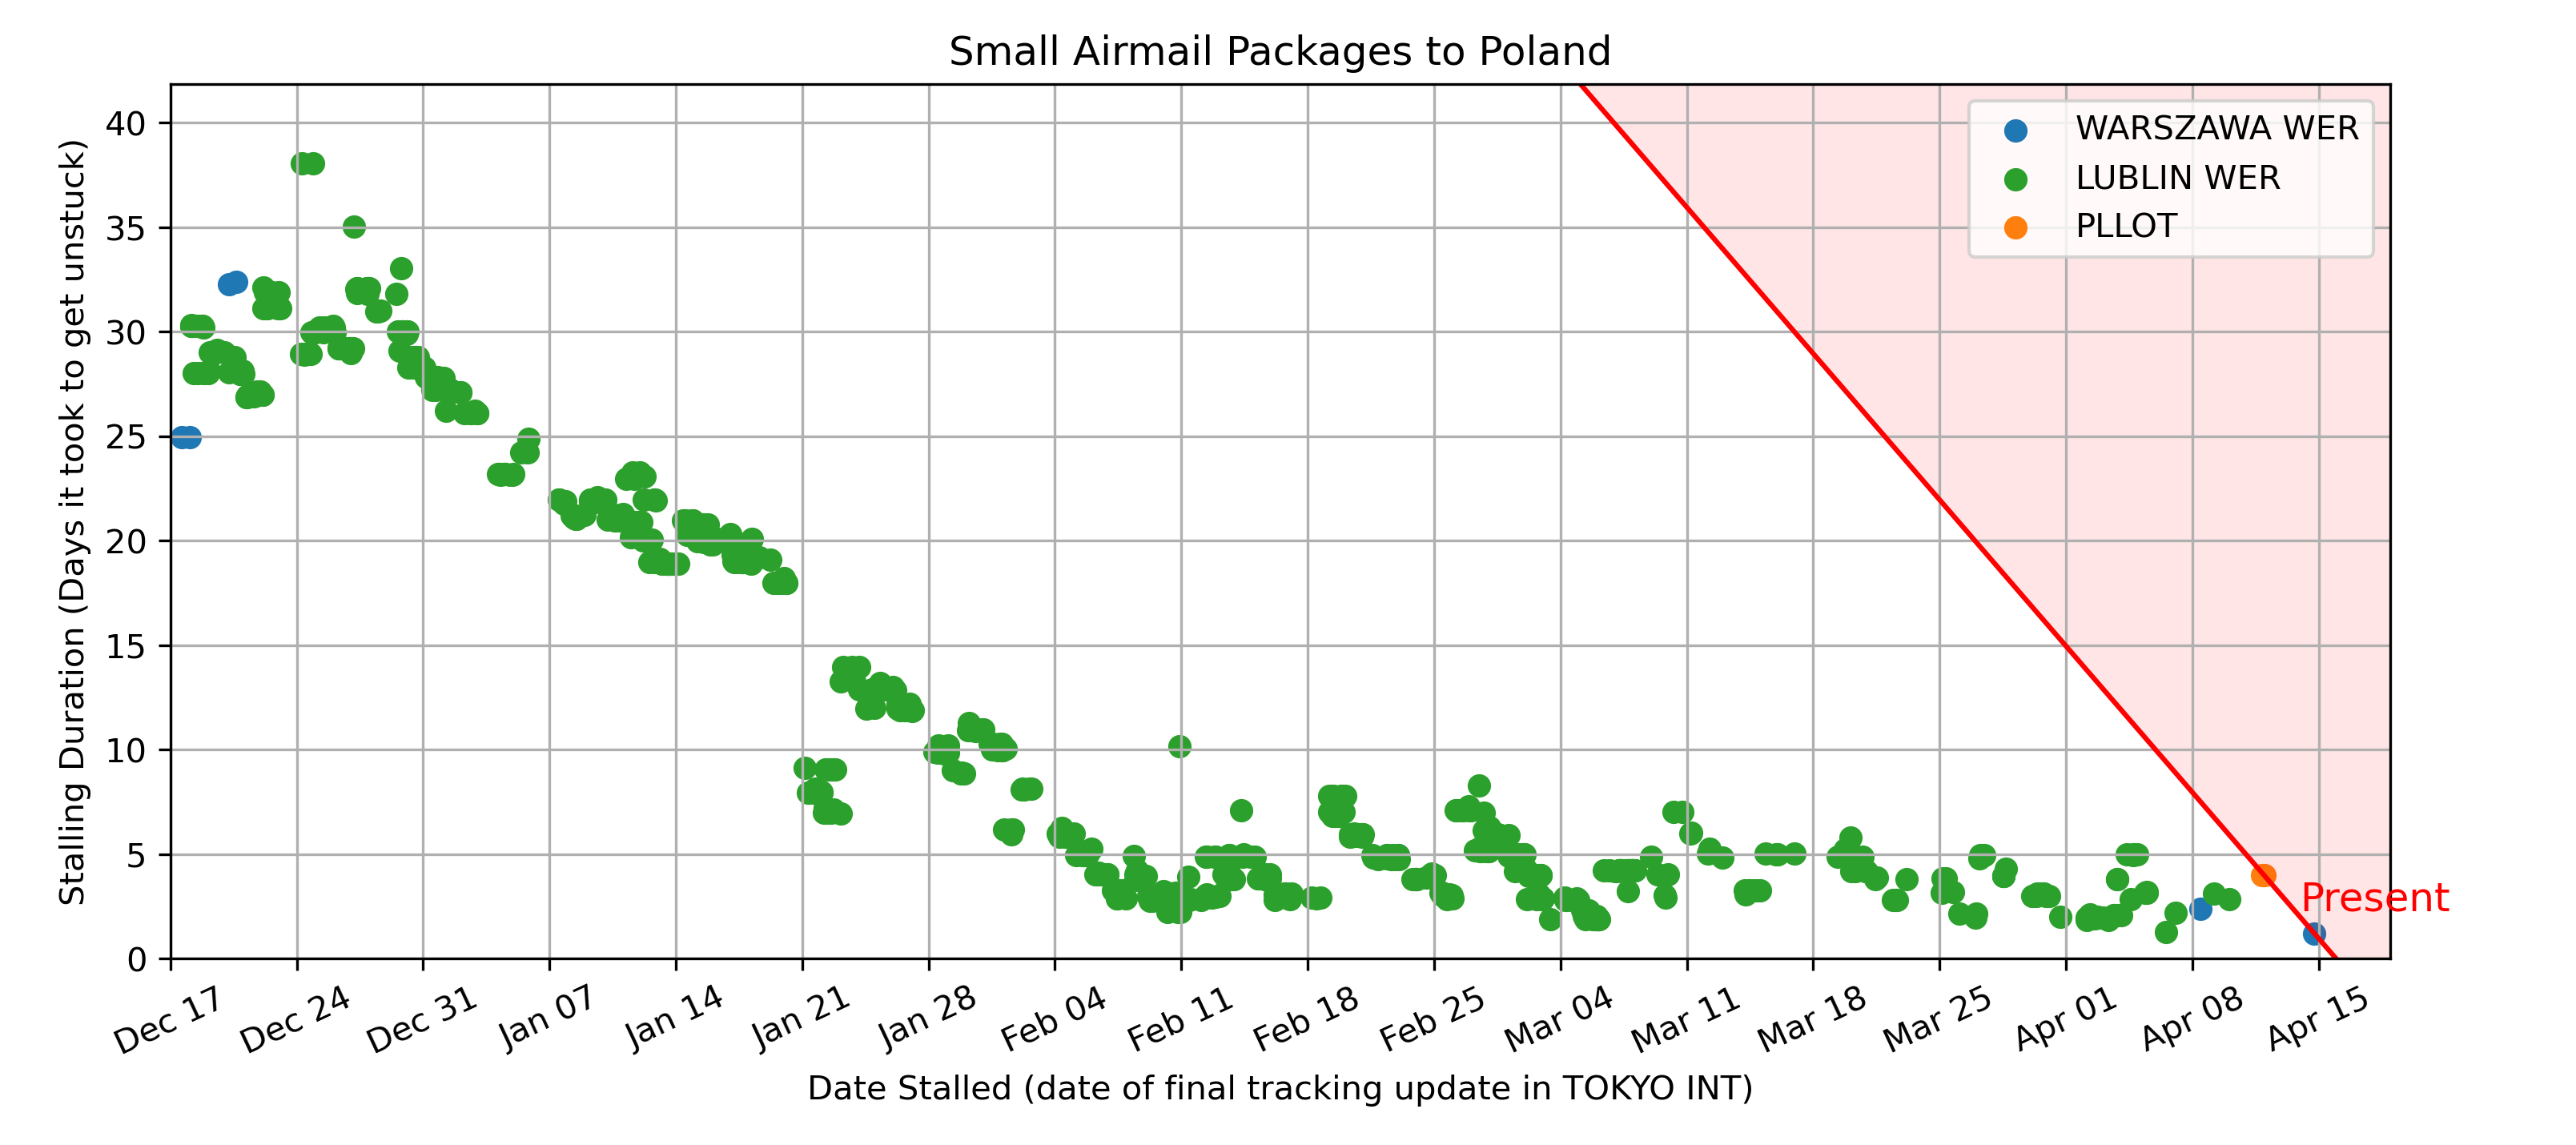 Small Airmail Packages to Poland
Stalling Duration (Days it took to get unstuck)
40
35
30
25
20
15
10
5
0
WARSZAWA WER
LUBLIN WER
PLLOT
Present
Dec 17
Dec 24
Dec 31
Jan 07
Jan 14
Jan 21
Jan 28
Feb 04
Feb 11
Feb 18
Feb 25
Mar 04
Mar 11
Mar 18
Mar 25
Apr 01
Apr 08
Apr 15
Date Stalled (date of final tracking update in TOKYO INT)